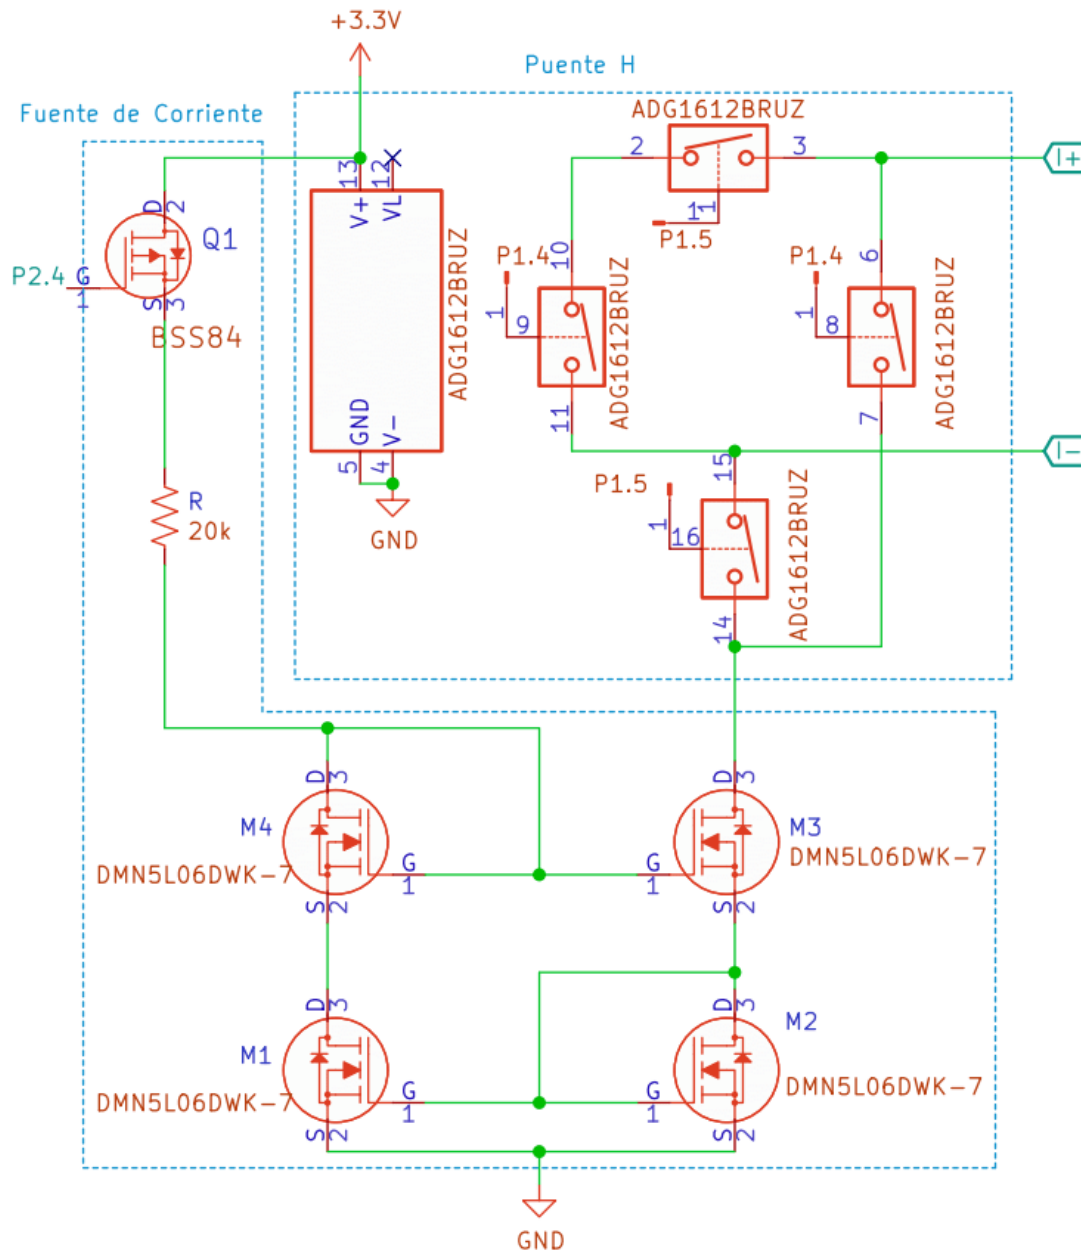 +3.3V
Puente H
Fuente de Corriente
ADG1612BRUZ
2
3
I+
13
12
V+
VL
D
2
Q1
1
P1.5
P2.4
G
1
S
3
BSS84
ADG1612BRUZ
P1.4
10
1
9
ADG1612BRUZ
11
P1.4
6
1
8
ADG1612BRUZ
7
I-
GND
V-
5
4
GND
R
20k
15
P1.5
1
16
ADG1612BRUZ
14
D
3
M4
DMN5L06DWK-7
G
1
S
2
D
3
M3
DMN5L06DWK-7
G
1
S
2
D
3
M1
DMN5L06DWK-7
G
1
S
2
D
3
M2
DMN5L06DWK-7
G
1
S
2
GND